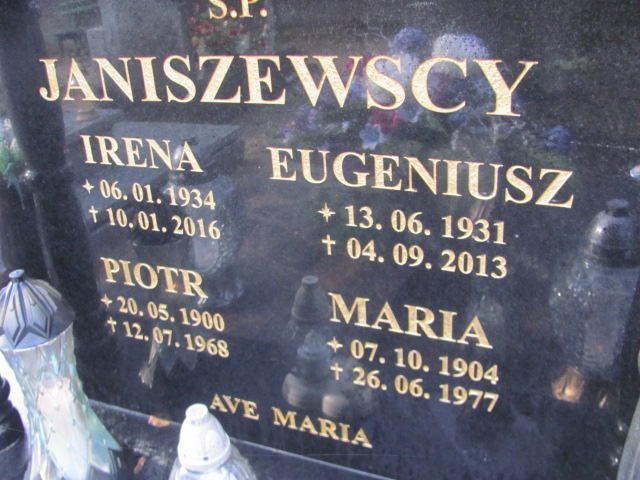 S.P.
JANISZEWSCY
IRENA
✦ 06. 01. 1934
† 10. 01. 2016
EUGENIUSZ
✦ 13. 06. 1931
† 04. 09. 2013
PIOTR
✦ 20. 05. 1900
† 12. 07. 1968
MARIA
✦ 07. 10. 1904
† 26. 06. 1977
AVE MARIA